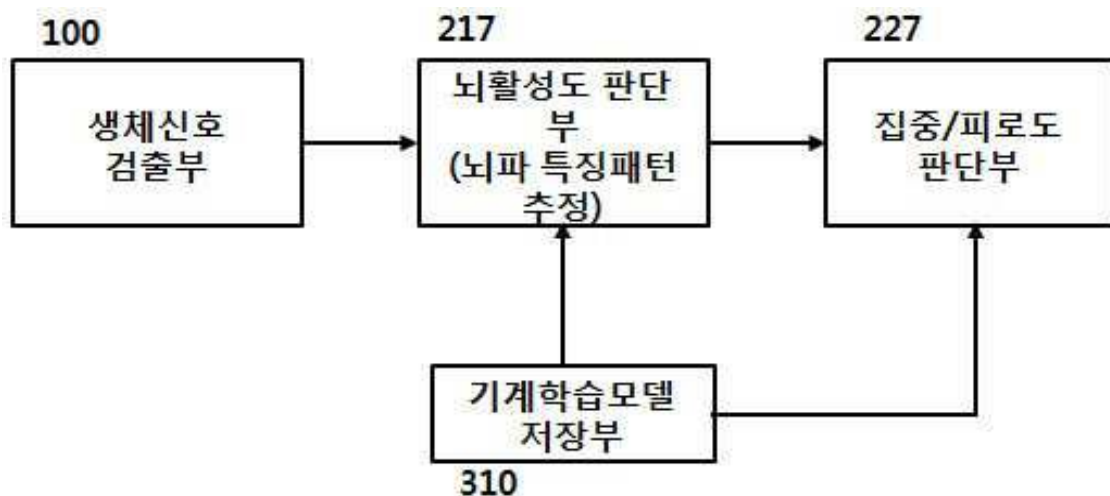 100
생체신호
검출부
217
뇌활성도 판단
부
(뇌파 특징패턴
추정)
227
집중/피로도
판단부
기계학습모델
저장부
310